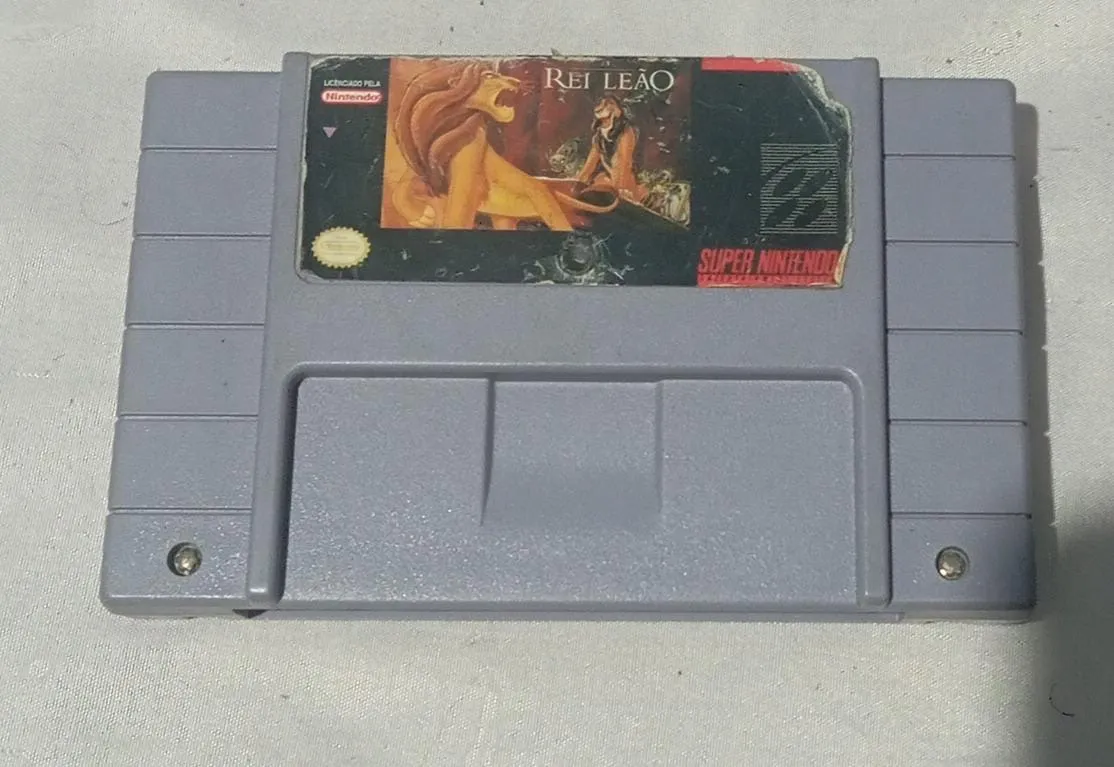 LICENCIADO PELA
Nintendo
REI LEÃO
SUPER NINTENDO